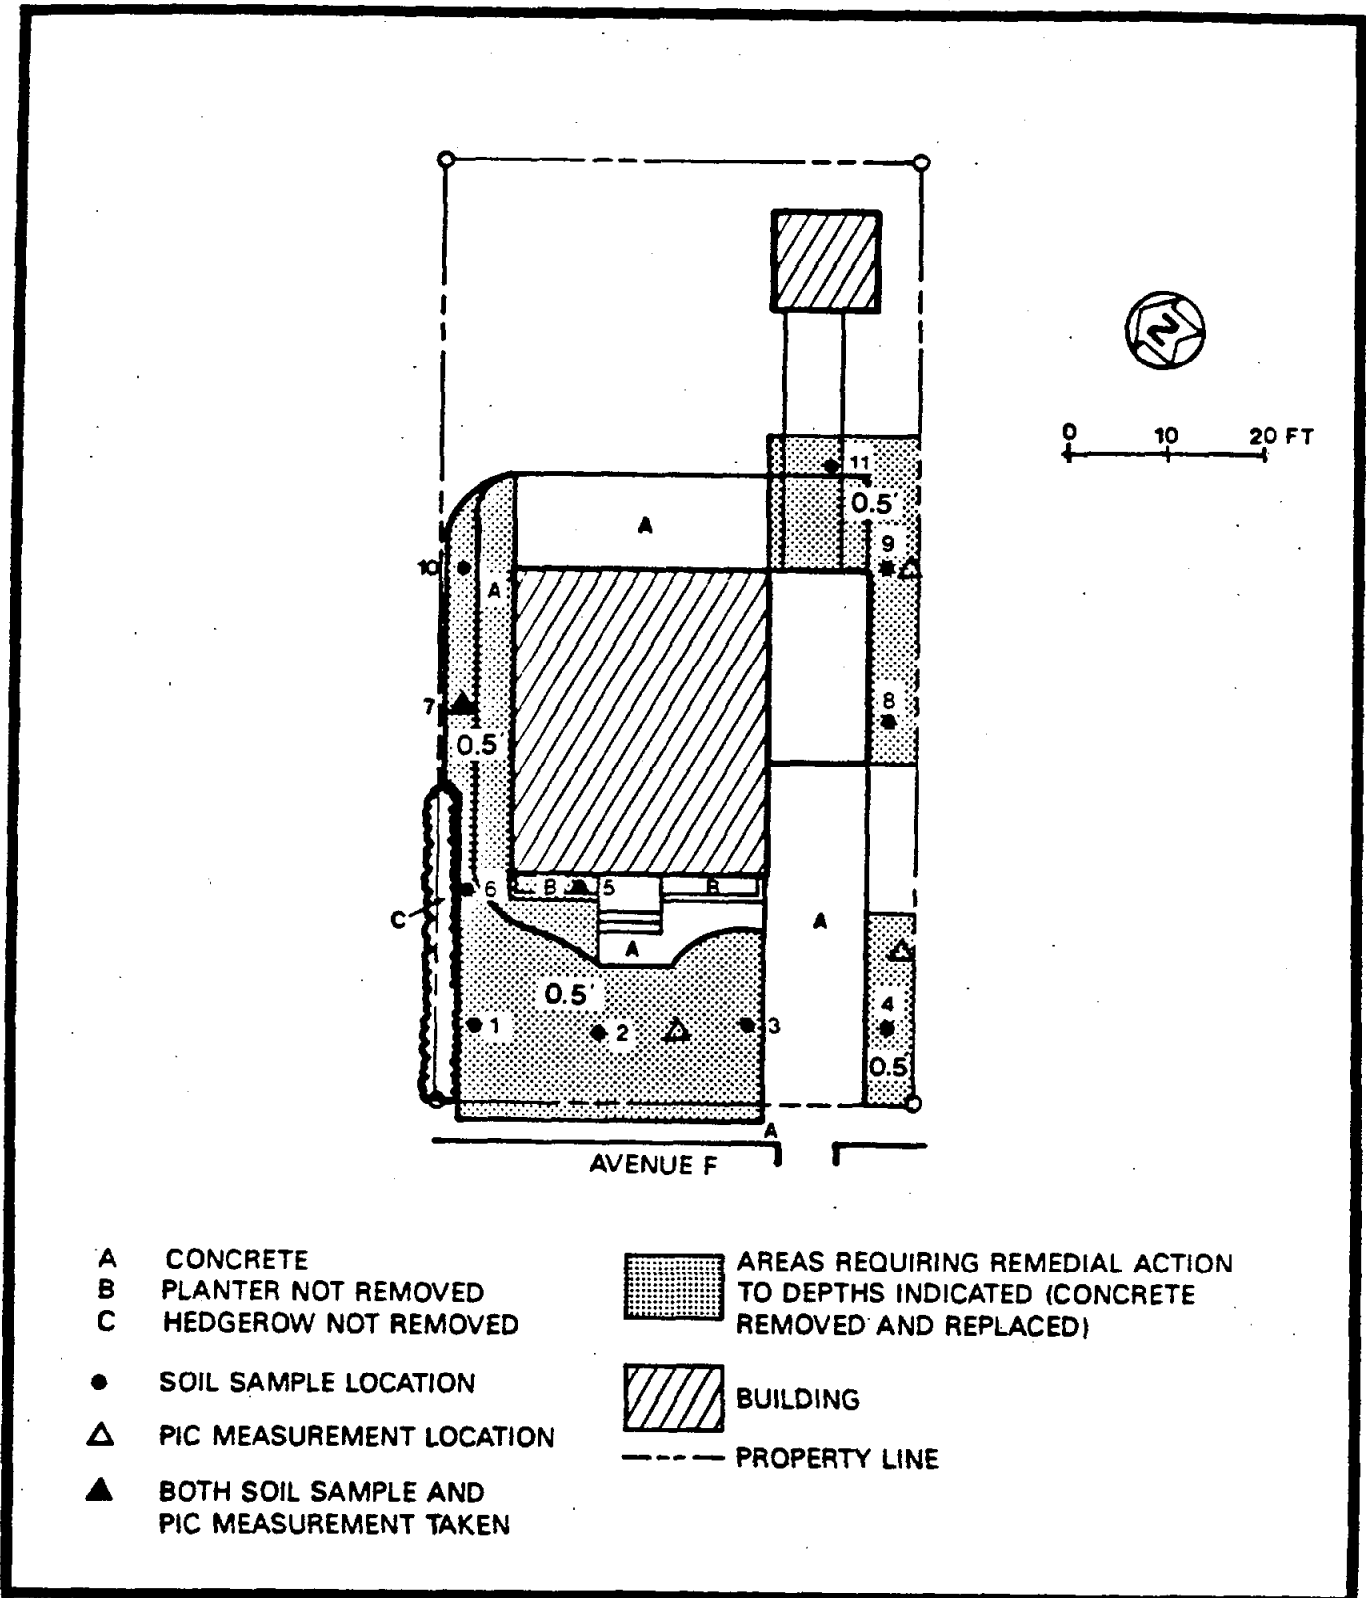 N
0 10 20 FT
11
0.5'
A
9
10
A
8
7
0.5
B 5 B
6
C
A
A
0.5'
4
1 2 3
0.5
A
AVENUE F
A CONCRETE
B PLANTER NOT REMOVED
C HEDGEROW NOT REMOVED
SOIL SAMPLE LOCATION
PIC MEASUREMENT LOCATION
BOTH SOIL SAMPLE AND
PIC MEASUREMENT TAKEN
AREAS REQUIRING REMEDIAL ACTION
TO DEPTHS INDICATED (CONCRETE
REMOVED AND REPLACED)
BUILDING
PROPERTY LINE